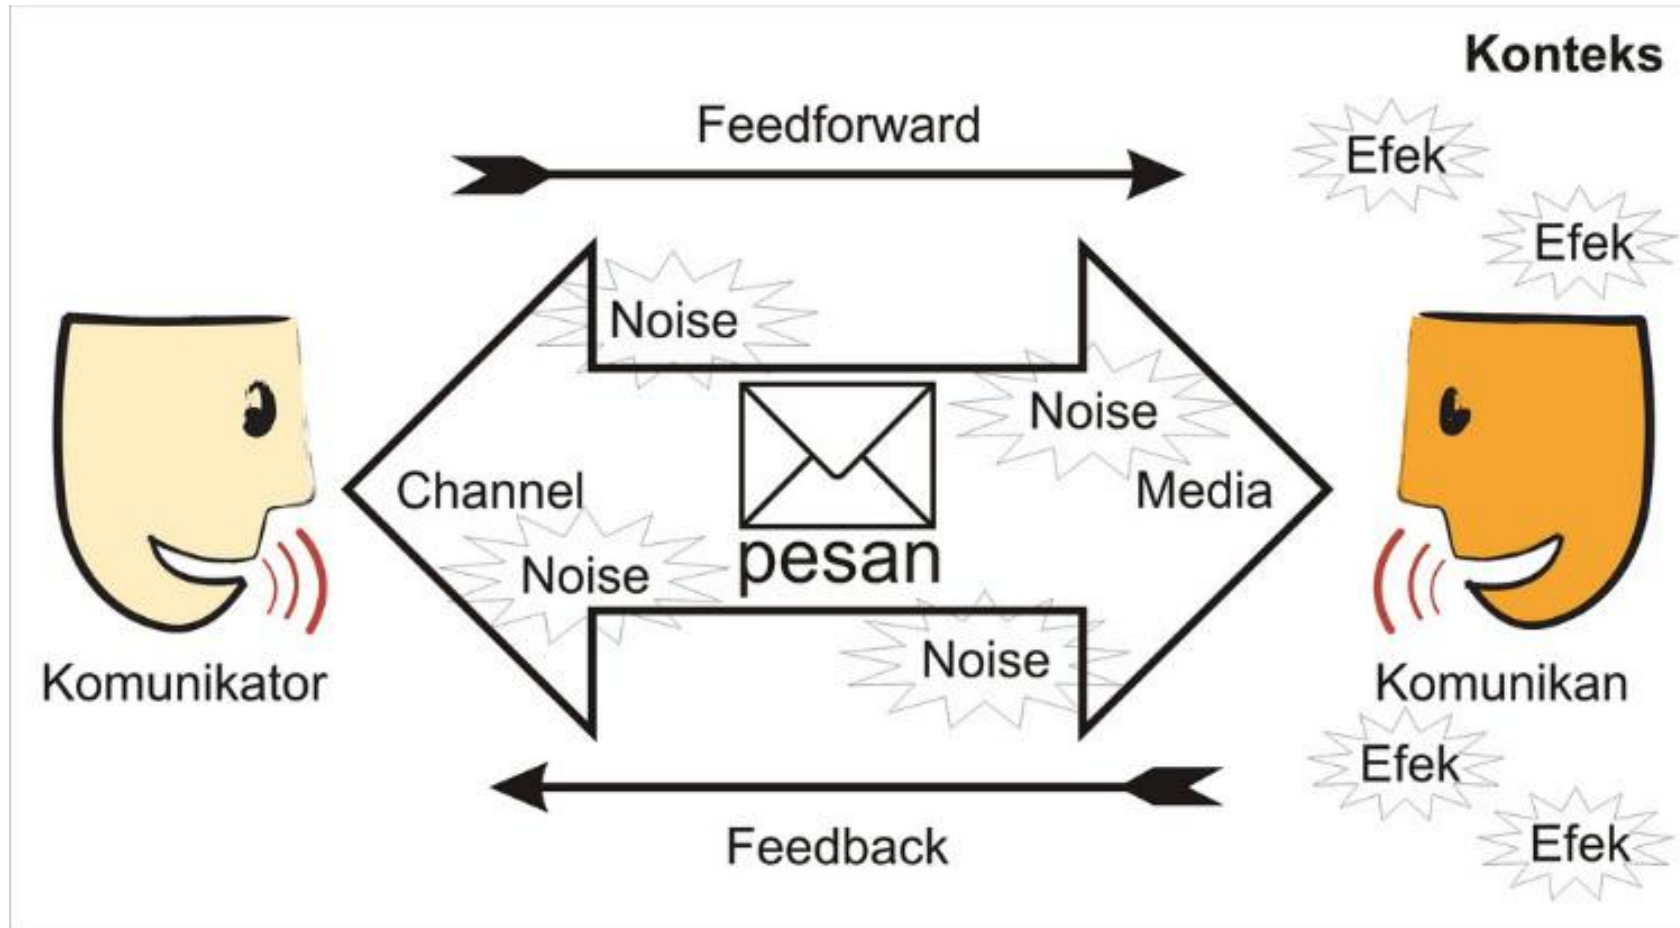 Konteks
Feedforward
Efek
Efek
Noise
Noise
Channel
Media
Noise
pesan
Noise
Komunikator
Komunikan
Efek
Feedback
Efek